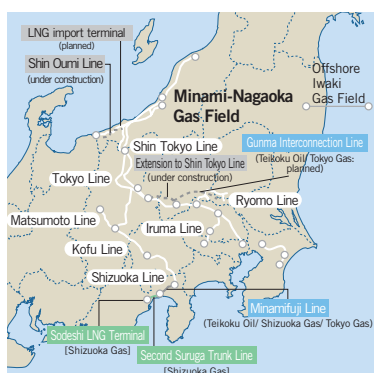 LNG import terminal
(planned)
Shin Oumi Line
(under construction)
Offshore
Iwaki
Gas Field
Minami-Nagaoka
Gas Field
Gunma Interconnection Line
(Teikoku Oil/ Tokyo Gas:
planned)
Shin Tokyo Line
Extension to Shin Tokyo Line
(under construction)
Tokyo Line
Ryomo Line
Matsumoto Line
Iruma Line
Kofu Line
Shizuoka Line
Minamifuji Line
(Teikoku Oil/ Shizuoka Gas/ Tokyo Gas)
Sodeshi LNG Terminal
[Shizuoka Gas]
Second Suruga Trunk Line
[Shizuoka Gas]